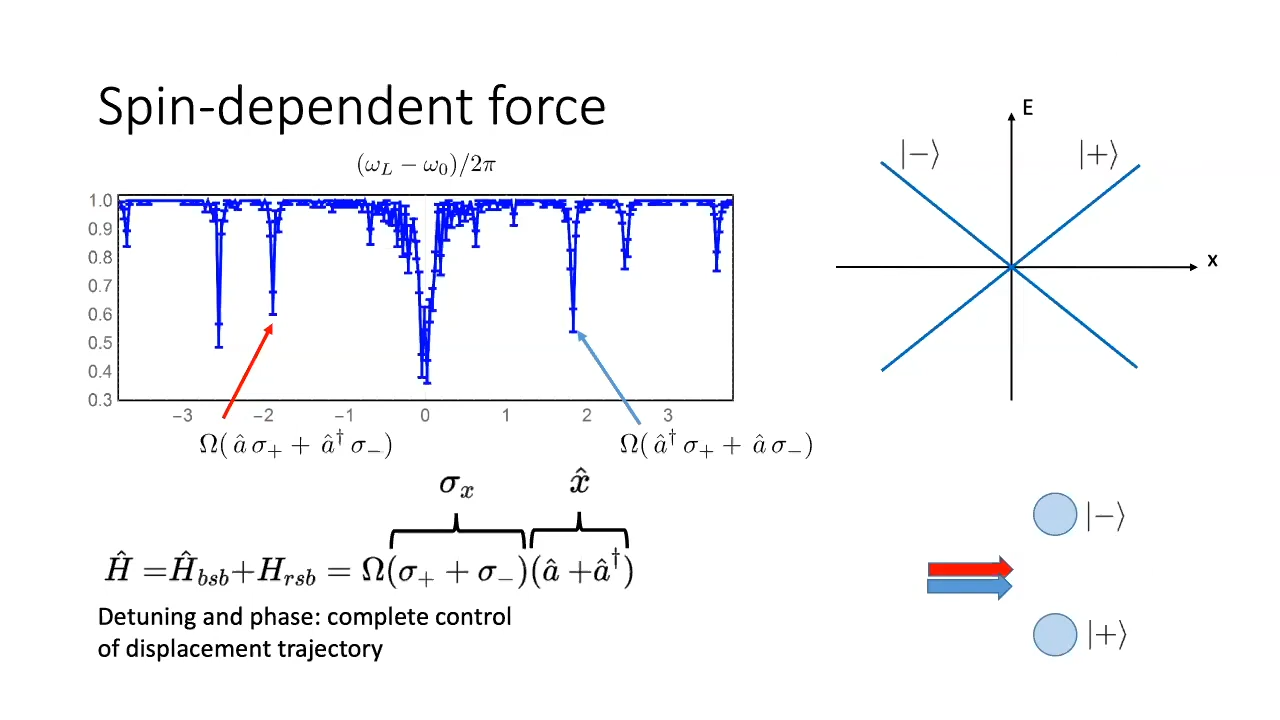 Spin-dependent force
(ω_L − ω_0)/2π
1.0
0.9
0.8
0.7
0.6
0.5
0.4
0.3
−3 −2 −1 0 1 2 3
Ω(â σ₊ + â† σ₋)
Ω(â† σ₊ + â σ₋)
σₓ
x̂
Ĥ = Ĥ_bsb + H_rsb = Ω(σ₊ + σ₋)(â + â†)
Detuning and phase: complete control
of displacement trajectory
E
|−⟩
|+⟩
x
|−⟩
|+⟩